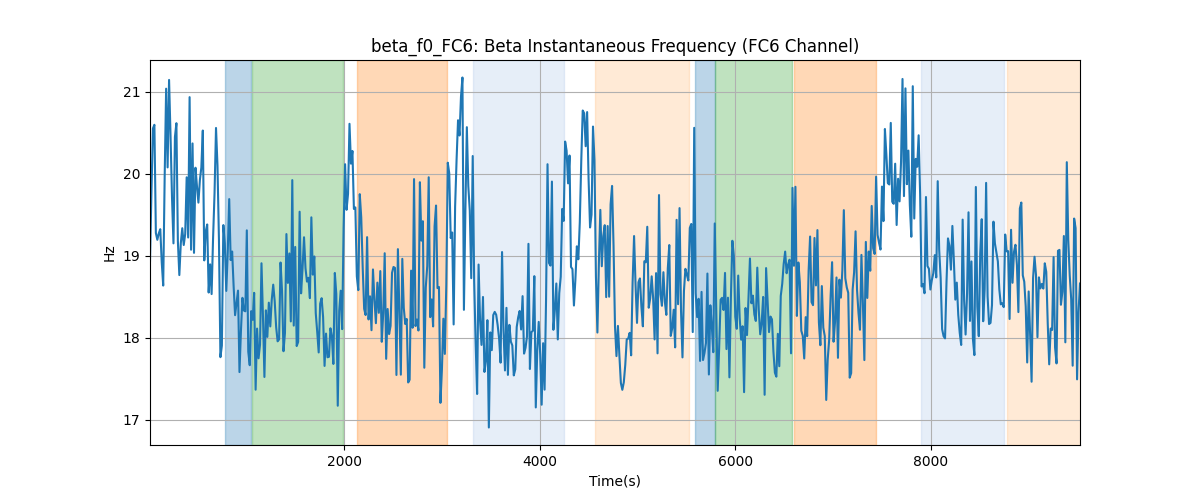 beta_f0_FC6: Beta Instantaneous Frequency (FC6 Channel)
21
20
19
18
17
Hz
2000 4000 6000 8000
Time(s)